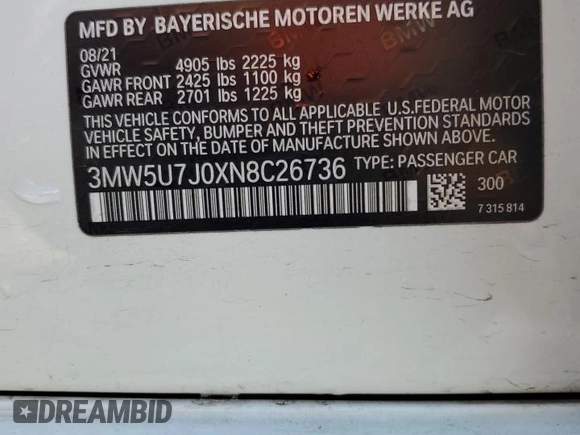 MFD BY BAYERISCHE MOTOREN WERKE AG
08/21
GVWR 4905 lbs 2225 kg
GAWR FRONT 2425 lbs 1100 kg
GAWR REAR 2701 lbs 1225 kg
THIS VEHICLE CONFORMS TO ALL APPLICABLE U.S.FEDERAL MOTOR
VEHICLE SAFETY, BUMPER AND THEFT PREVENTION STANDARDS
IN EFFECT ON THE DATE OF MANUFACTURE SHOWN ABOVE.
3MW5U7J0XN8C26736 TYPE: PASSENGER CAR
300
7 315 814
DREAMBID